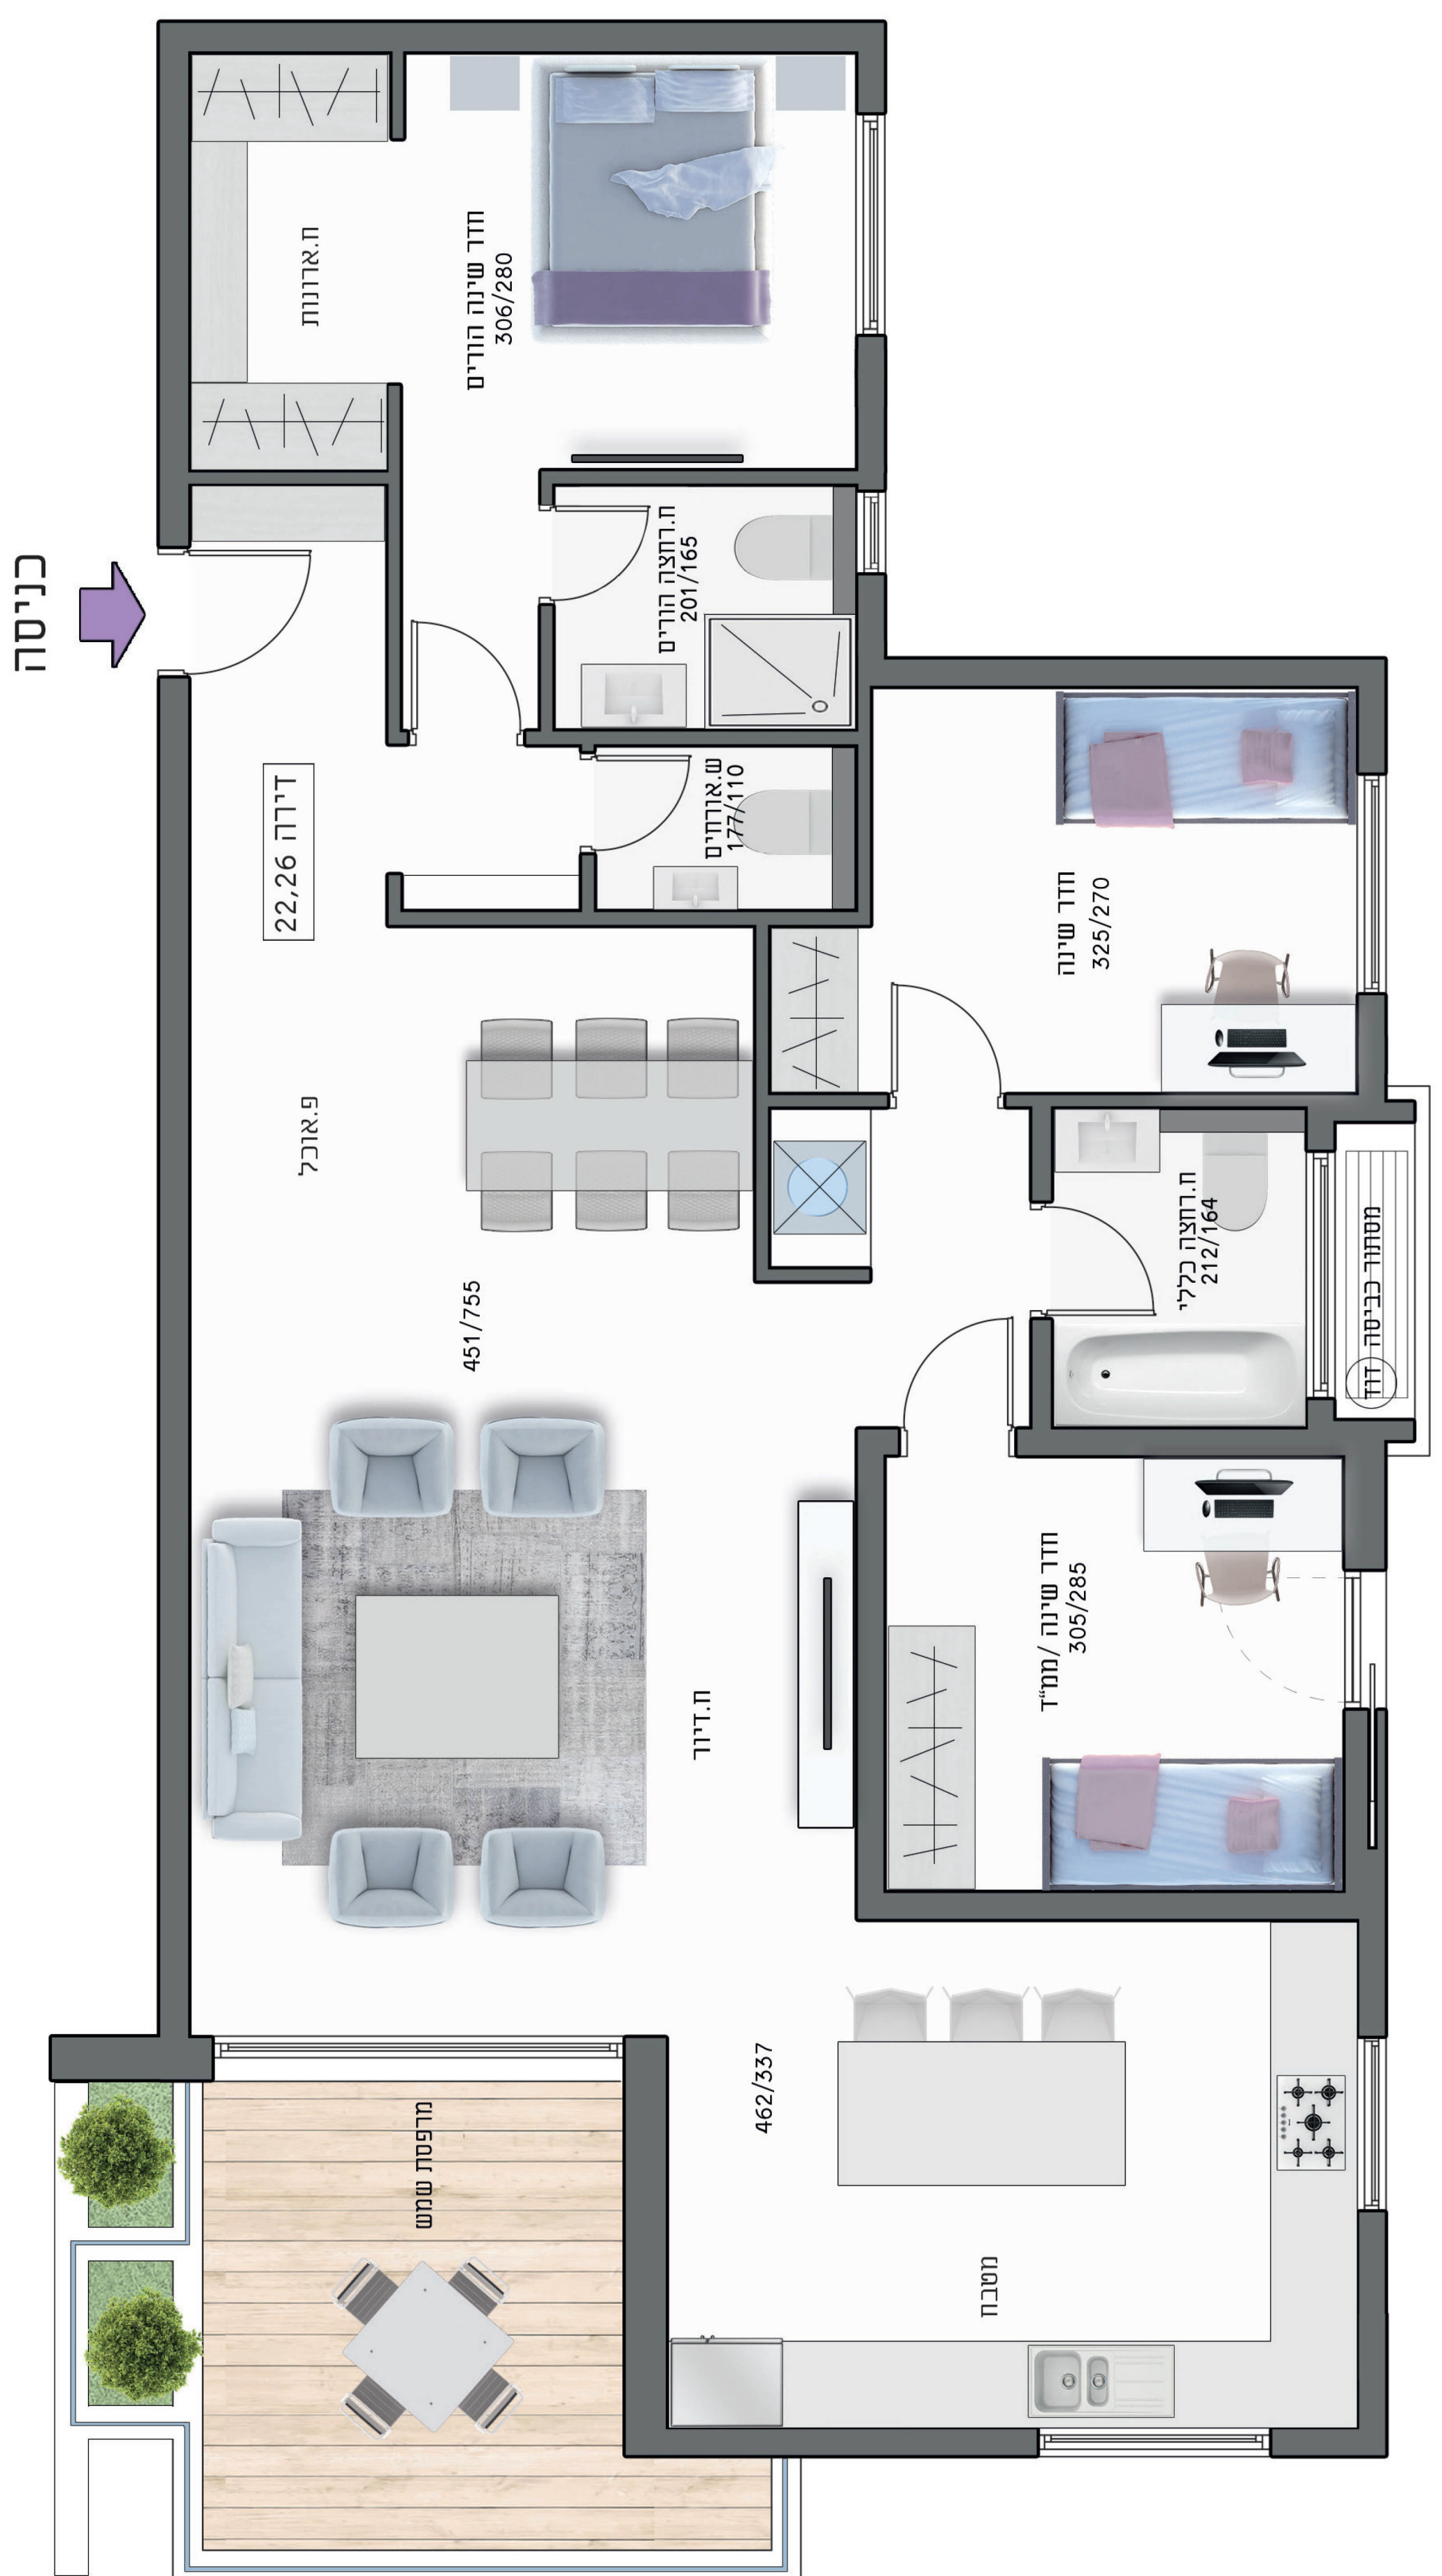 כניסה
ח.ארונות
חדר שינה הורים
306/280
ח.רחצה הורים
201/165
דירה 22,26
ש.אורחים
177/110
חדר שינה
325/270
פ.אוכל
451/755
ח.רחצה כללי
212/164
מסתור כביסה
דוד
חדר שינה /ממ"ד
305/285
ח.דיור
462/337
מרפסת שמש
מטבח